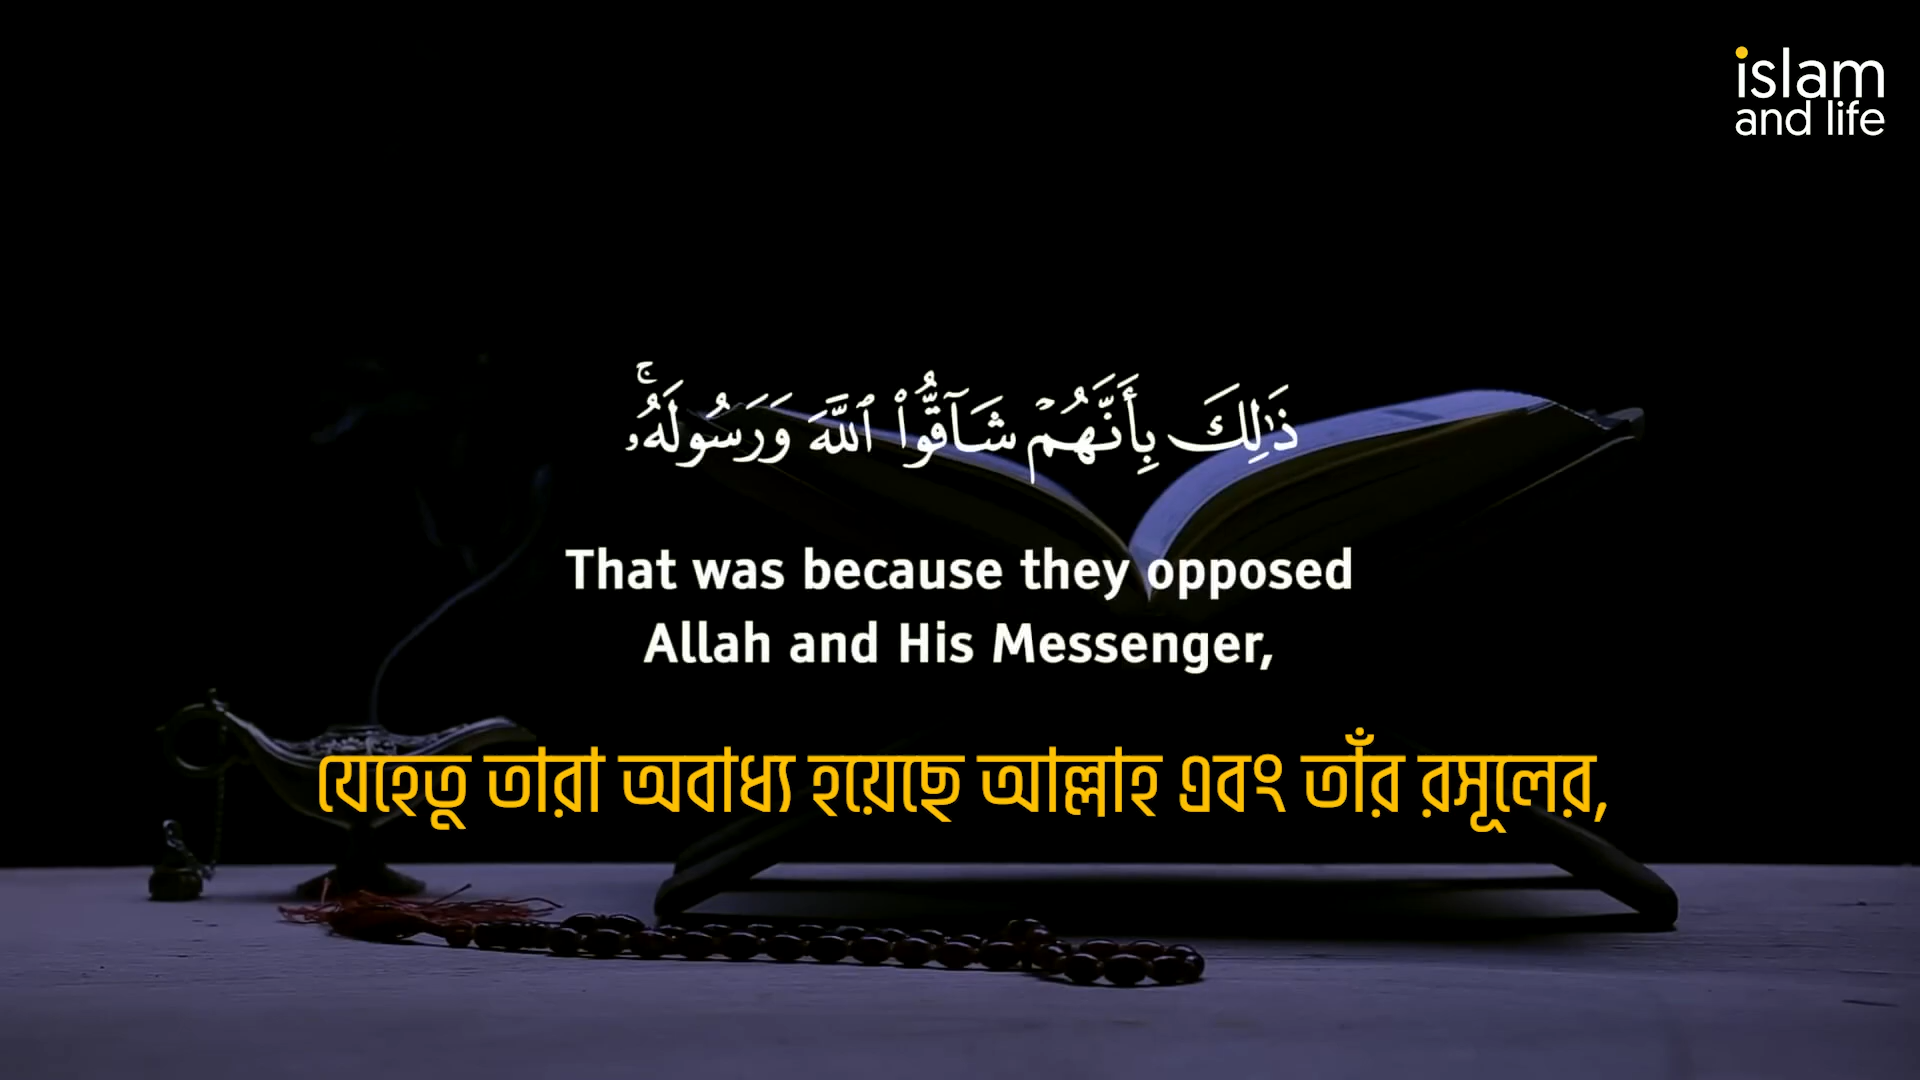 islam
and life
ذَٰلِكَ بِأَنَّهُمْ شَآقُّوا۟ ٱللَّهَ وَرَسُولَهُۥ ۚ
That was because they opposed
Allah and His Messenger,
যেহেতু তারা অবাধ্য হয়েছে আল্লাহ এবং তাঁর রসূলের,